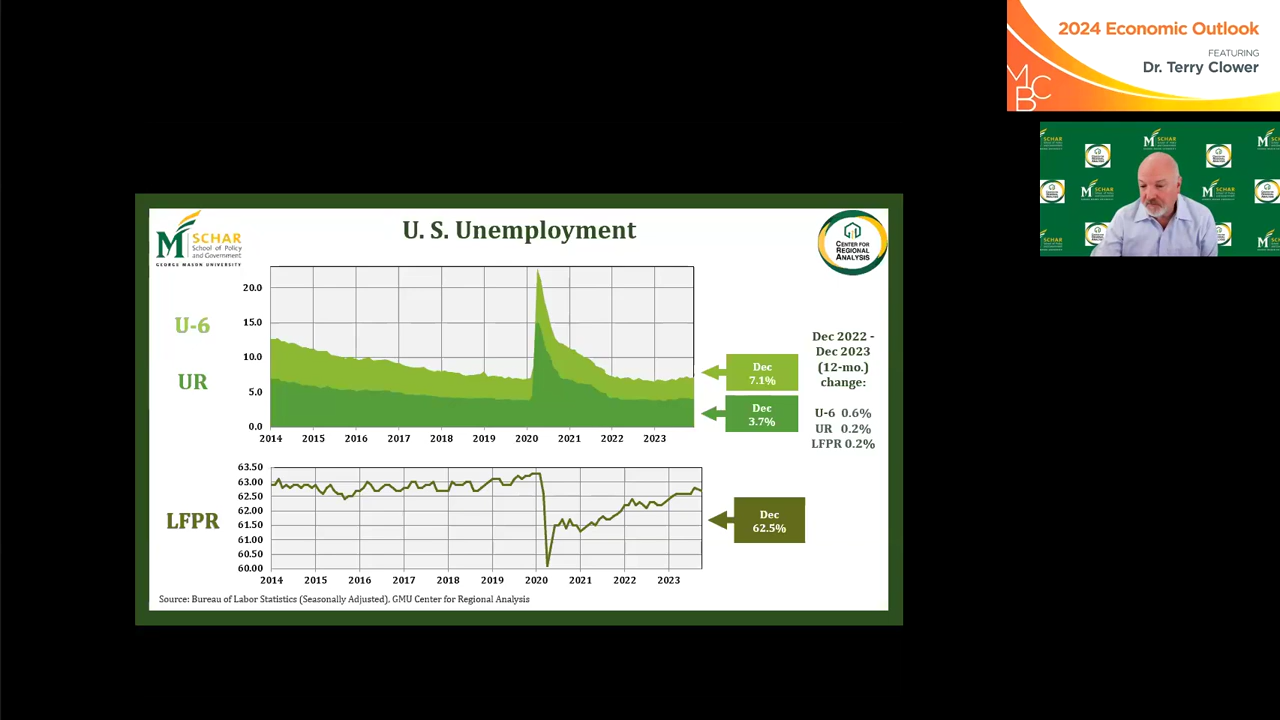 2024 Economic Outlook
FEATURING
Dr. Terry Clower
MCB
SCHAR
SCHAR
SCHAR
M SCHAR
School of Policy
and Government
GEORGE MASON UNIVERSITY
U. S. Unemployment
CENTER FOR
REGIONAL
ANALYSIS
U-6
UR
20.0
15.0
10.0
5.0
0.0
2014 2015 2016 2017 2018 2019 2020 2021 2022 2023
Dec
7.1%
Dec
3.7%
Dec 2022 -
Dec 2023
(12-mo.)
change:
U-6 0.6%
UR 0.2%
LFPR 0.2%
LFPR
63.50
63.00
62.50
62.00
61.50
61.00
60.50
60.00
2014 2015 2016 2017 2018 2019 2020 2021 2022 2023
Dec
62.5%
Source: Bureau of Labor Statistics (Seasonally Adjusted), GMU Center for Regional Analysis